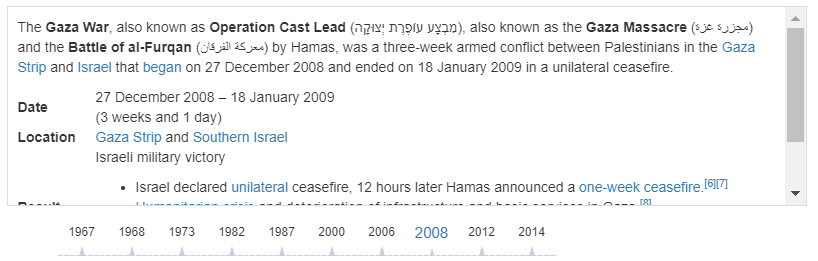 The Gaza War, also known as Operation Cast Lead (מִבְצָע עוֹפֶרֶת יְצוּקָה), also known as the Gaza Massacre (مجزرة غزة)
and the Battle of al-Furqan (معركة الفرقان) by Hamas, was a three-week armed conflict between Palestinians in the Gaza
Strip and Israel that began on 27 December 2008 and ended on 18 January 2009 in a unilateral ceasefire.
Date
27 December 2008 – 18 January 2009
(3 weeks and 1 day)
Location
Gaza Strip and Southern Israel
Israeli military victory
• Israel declared unilateral ceasefire, 12 hours later Hamas announced a one-week ceasefire.[6][7]
Result
• Humanitarian crisis and deterioration of infrastructure and basic services in Gaza.[8]
1967 1968 1973 1982 1987 2000 2006 2008 2012 2014